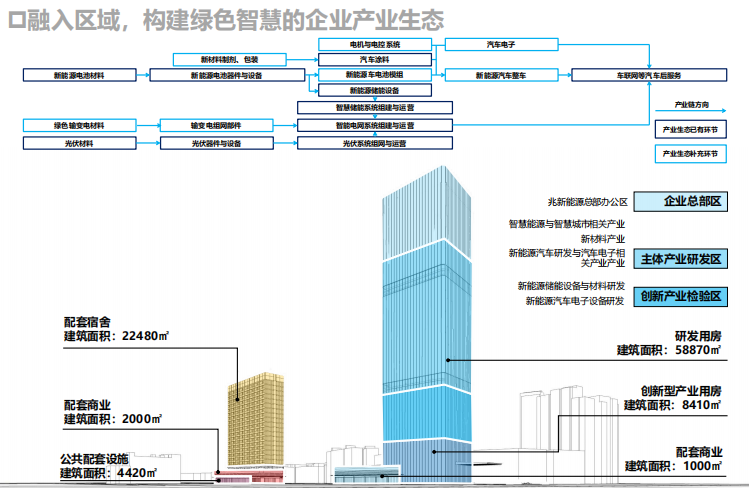 口融入区域，构建绿色智慧的企业产业生态
电机与电控系统
汽车电子
新材料制剂、包装
汽车涂料
新能源电池材料
新能源电池器件与设备
新能源车电池模组
新能源汽车整车
车联网等汽车后服务
新能源储能设备
智慧储能系统组建与运营
产业链方向
绿色输变电材料
输变电组网部件
智能电网系统组建与运营
产业生态已有环节
光伏材料
光伏器件与设备
光伏系统组网与运营
产业生态补充环节
兆新能源总部办公区
企业总部区
智慧能源与智慧城市相关产业
新材料产业
新能源汽车研发与汽车电子相
关产业产业
主体产业研发区
新能源储能设备与材料研发
新能源汽车电子设备研发
创新产业检验区
配套宿舍
建筑面积：22480㎡
研发用房
建筑面积：58870㎡
配套商业
建筑面积：2000㎡
创新型产业用房
建筑面积：8410㎡
公共配套设施
建筑面积：4420㎡
配套商业
建筑面积：1000㎡